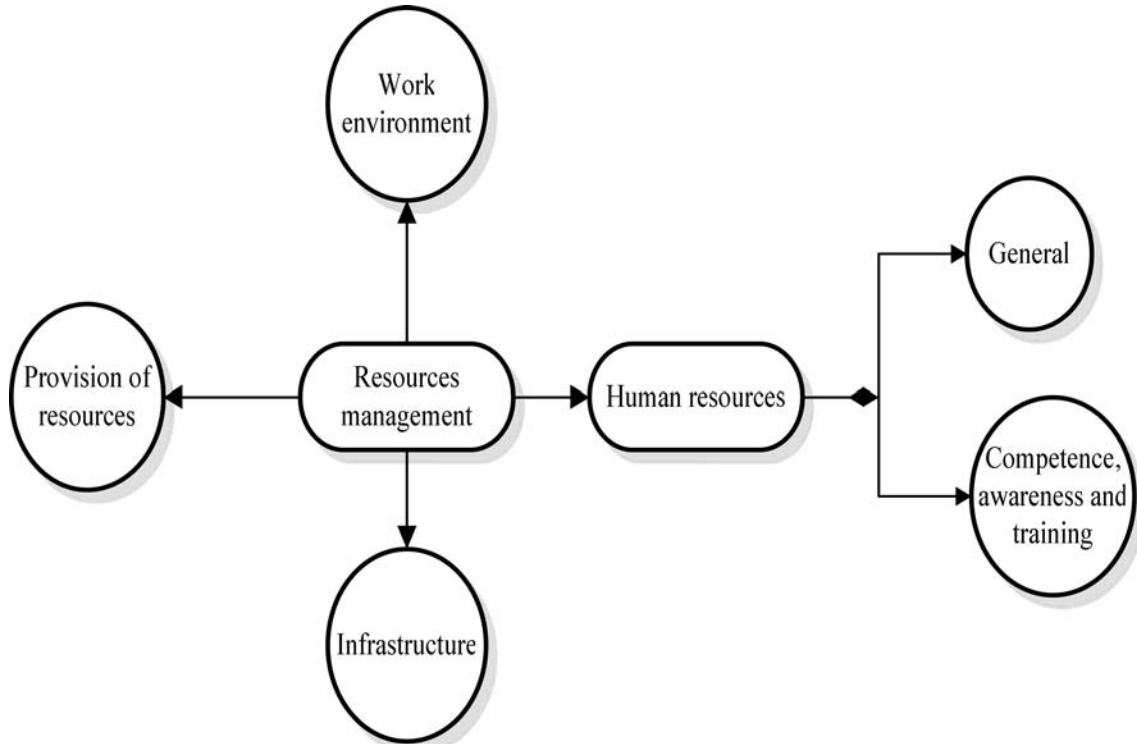 Work
environment
General
Provision of
resources
Resources
management
Human resources
Competence,
awareness and
training
Infrastructure